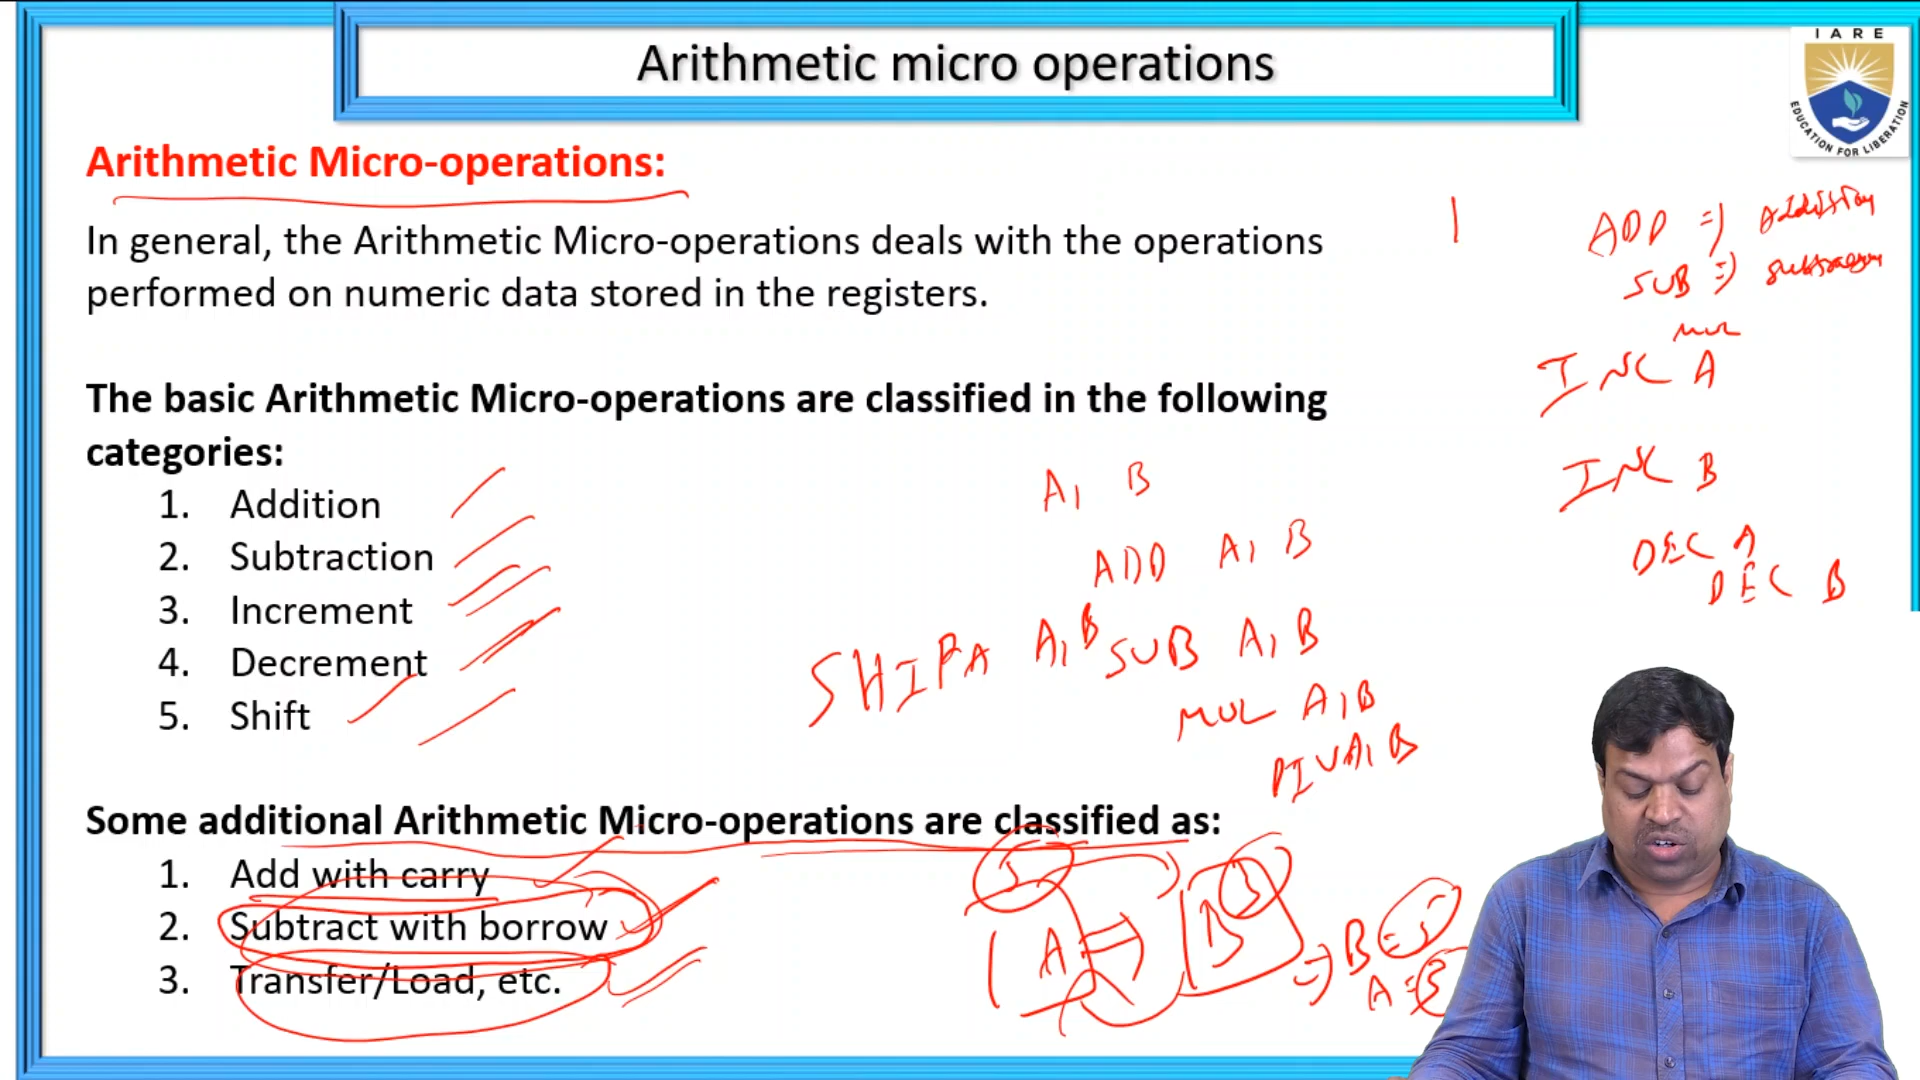 Arithmetic micro operations
I A R E
EDUCATION FOR LIBERATION
Arithmetic Micro-operations:
In general, the Arithmetic Micro-operations deals with the operations
performed on numeric data stored in the registers.
ADD => addition
SUB =>
MUL
INC A
INC B
DEC A
DEC B
The basic Arithmetic Micro-operations are classified in the following
categories:
1. Addition
2. Subtraction
3. Increment
4. Decrement
5. Shift
A, B
ADD A, B
A, B
SUB A, B
MUL A, B
DIV A, B
Some additional Arithmetic Micro-operations are classified as:
1. Add with carry
2. Subtract with borrow
3. Transfer/Load, etc.
A => B
=> B = 5
A = 3